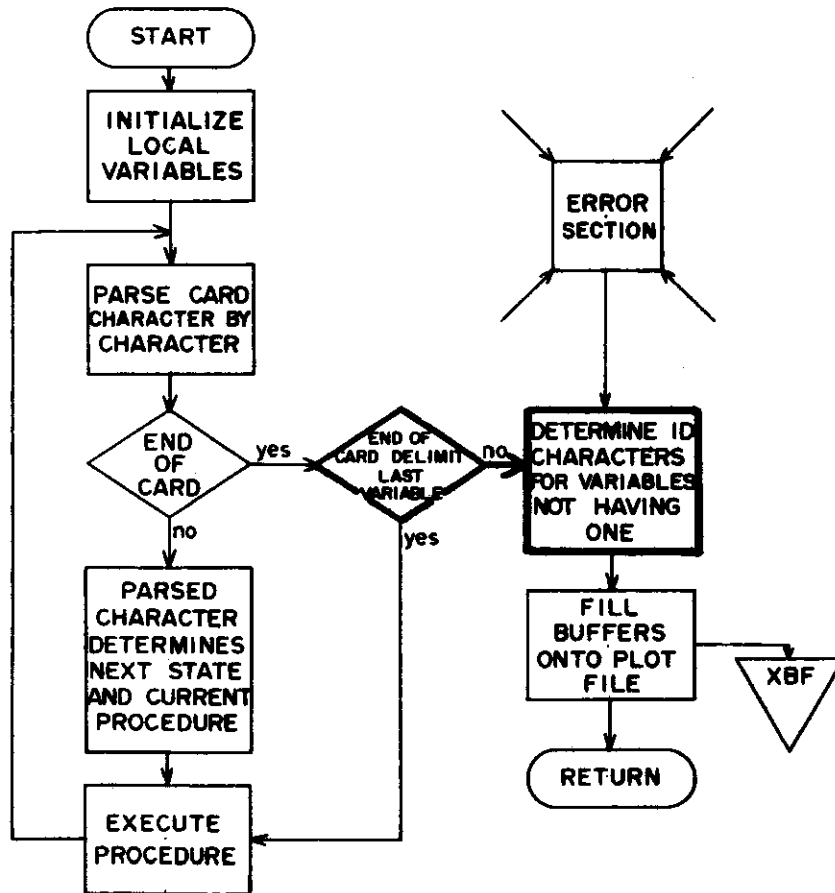 START
INITIALIZE
LOCAL
VARIABLES
PARSE CARD
CHARACTER BY
CHARACTER
END
OF
CARD
yes
no
PARSED
CHARACTER
DETERMINES
NEXT STATE
AND CURRENT
PROCEDURE
EXECUTE
PROCEDURE
END OF
CARD DELIMIT
LAST
VARIABLE
no
yes
ERROR
SECTION
DETERMINE ID
CHARACTERS
FOR VARIABLES
NOT HAVING
ONE
FILL
BUFFERS
ONTO PLOT
FILE
XBF
RETURN